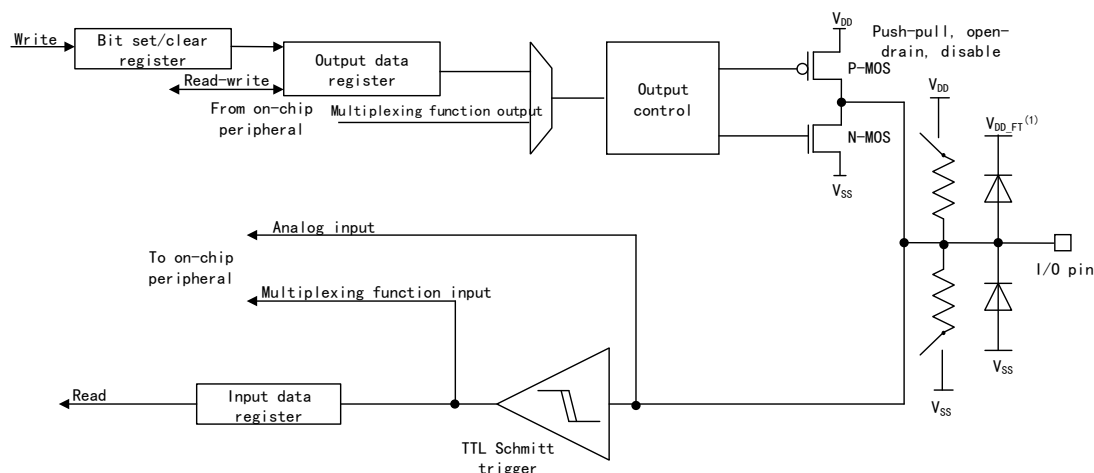 Write
Bit set/clear
register
Read-write
Output data
register
From on-chip
peripheral
Multiplexing function output
Output
control
VDD
P-MOS
N-MOS
VSS
Push-pull, open-
drain, disable
VDD
VDD_FT(1)
VSS
VSS
I/O pin
Analog input
To on-chip
peripheral
Multiplexing function input
Read
Input data
register
TTL Schmitt
trigger